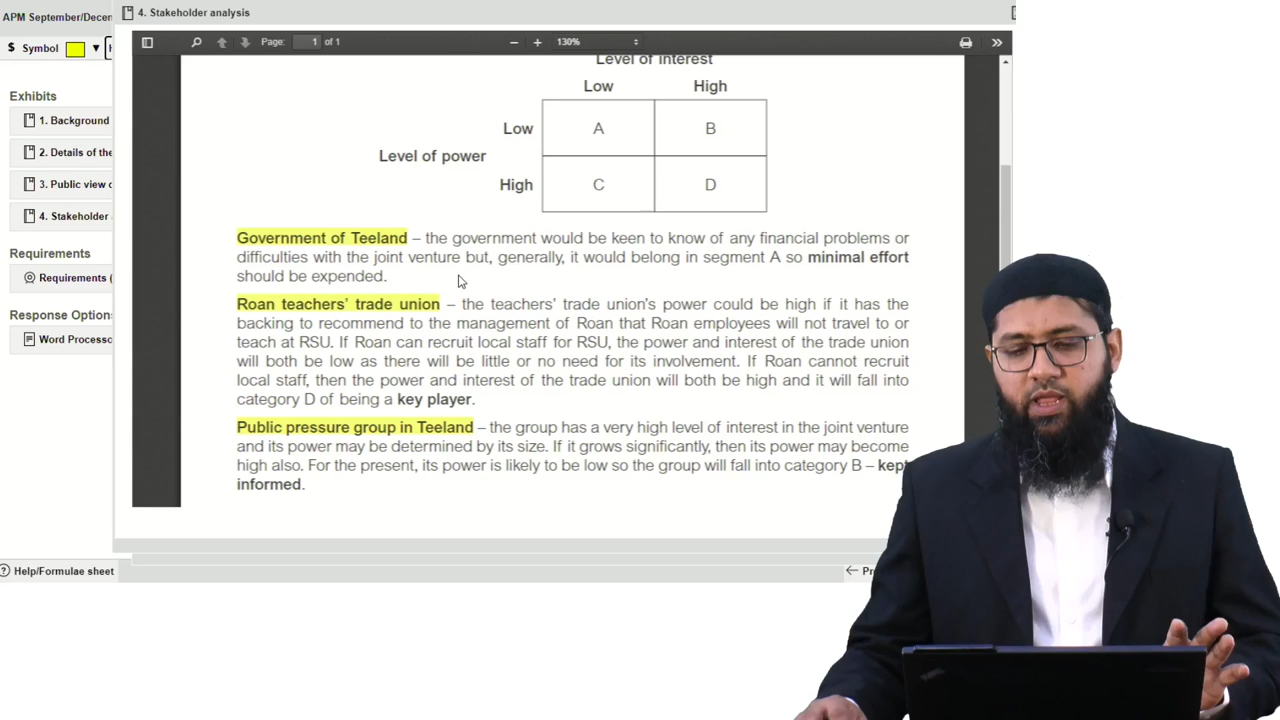 APM September/Decem
4. Stakeholder analysis
$ Symbol
Page: 1 of 1
130%
Exhibits
1. Background
2. Details of the
3. Public view o
4. Stakeholder
Requirements
Requirements (
Response Option
Word Processo
Level of interest
Low High
Low A B
Level of power
High C D
Government of Teeland – the government would be keen to know of any financial problems or
difficulties with the joint venture but, generally, it would belong in segment A so minimal effort
should be expended.
Roan teachers' trade union – the teachers' trade union's power could be high if it has the
backing to recommend to the management of Roan that Roan employees will not travel to or
teach at RSU. If Roan can recruit local staff for RSU, the power and interest of the trade union
will both be low as there will be little or no need for its involvement. If Roan cannot recruit
local staff, then the power and interest of the trade union will both be high and it will fall into
category D of being a key player.
Public pressure group in Teeland – the group has a very high level of interest in the joint venture
and its power may be determined by its size. If it grows significantly, then its power may become
high also. For the present, its power is likely to be low so the group will fall into category B – kept
informed.
Help/Formulae sheet
Pr